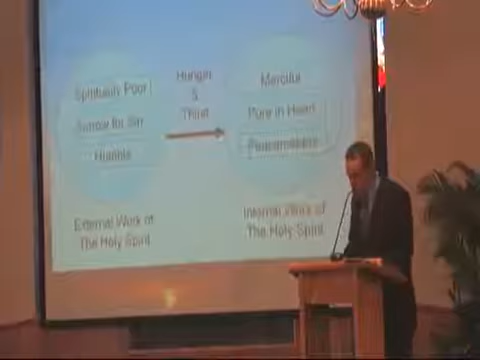 Spiritually Poor
Sorrow for Sin
Humble
Hunger
&
Thirst
Merciful
Pure in Heart
Peacemakers
External Work of
The Holy Spirit
Internal Work of
The Holy Spirit